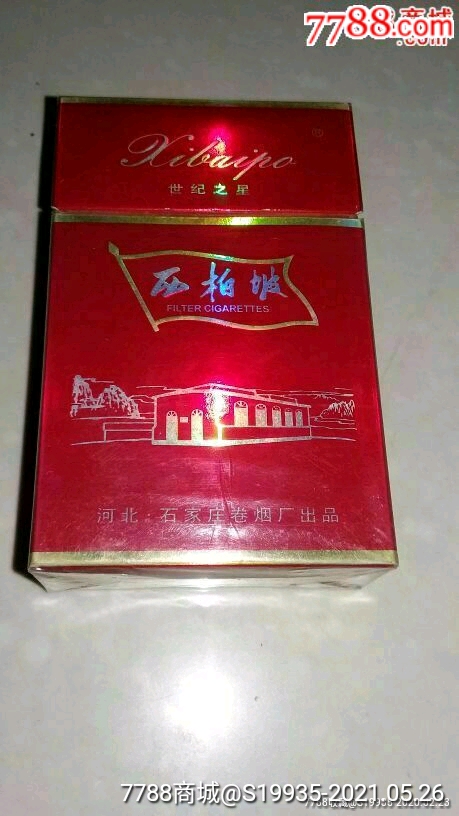 7788商城
.com
Xibaipo ®
世纪之星
西柏坡
FILTER CIGARETTES
河北·石家庄卷烟厂出品
7788商城@S19935-2021.05.26